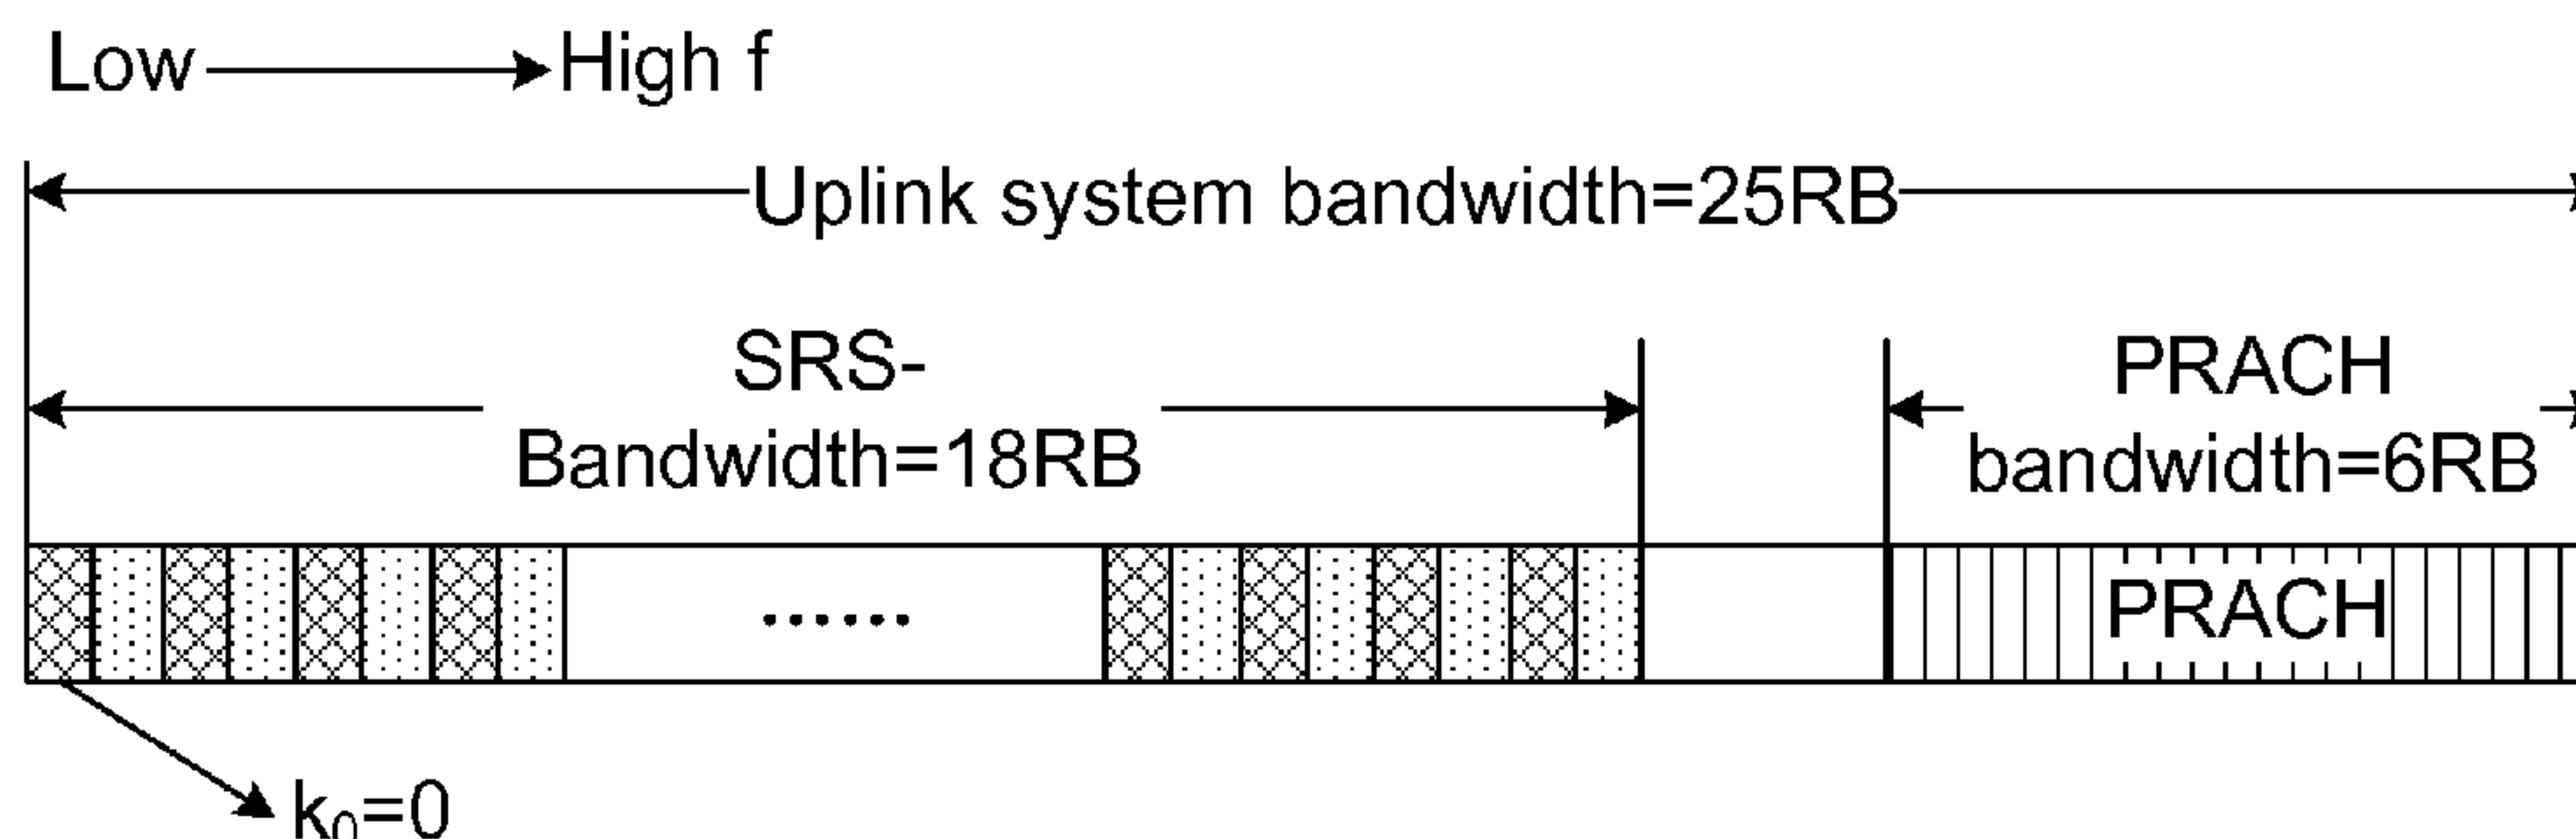 Low High f
Uplink system bandwidth=25RB
SRS-
Bandwidth=18RB
PRACH
bandwidth=6RB
......
PRACH
k₀=0